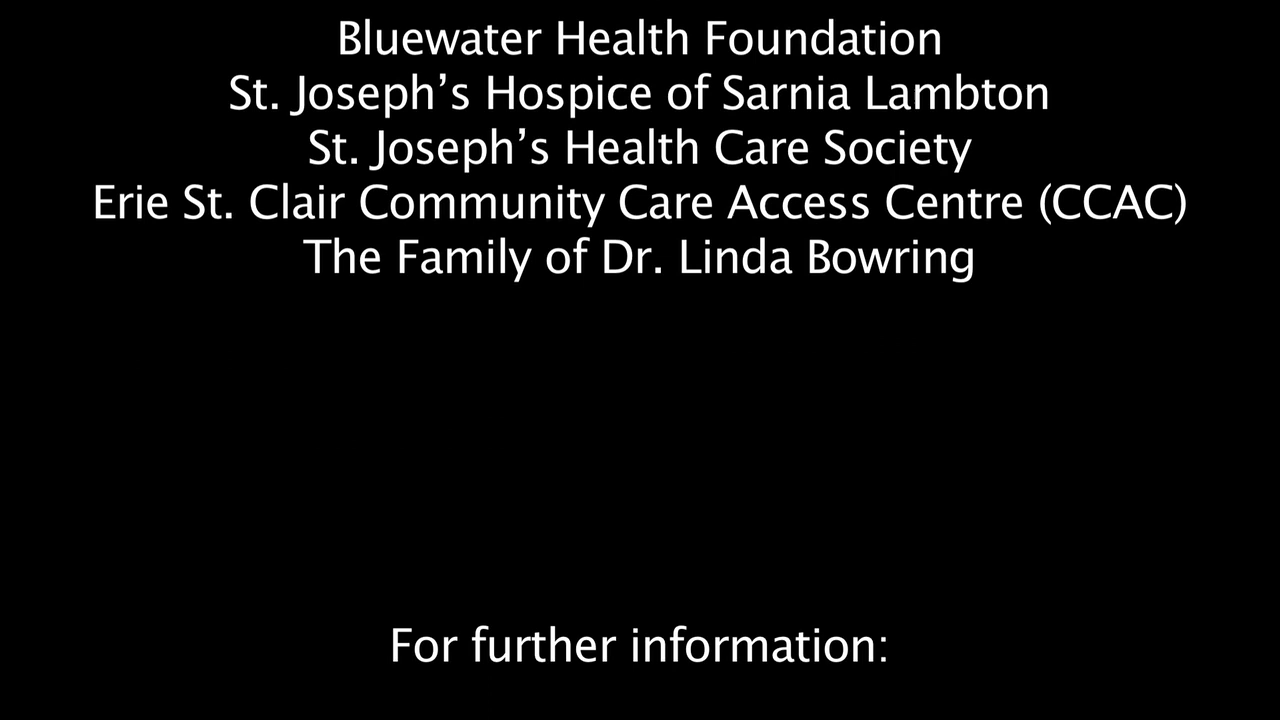 Bluewater Health Foundation
St. Joseph’s Hospice of Sarnia Lambton
St. Joseph’s Health Care Society
Erie St. Clair Community Care Access Centre (CCAC)
The Family of Dr. Linda Bowring
For further information: